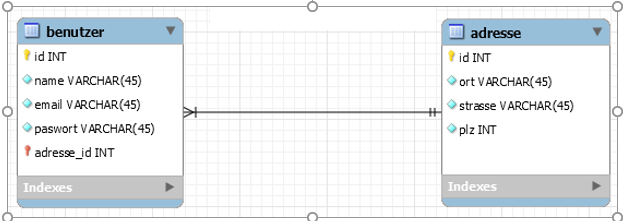 benutzer
id INT
name VARCHAR(45)
email VARCHAR(45)
paswort VARCHAR(45)
adresse_id INT
Indexes
adresse
id INT
ort VARCHAR(45)
strasse VARCHAR(45)
plz INT
Indexes